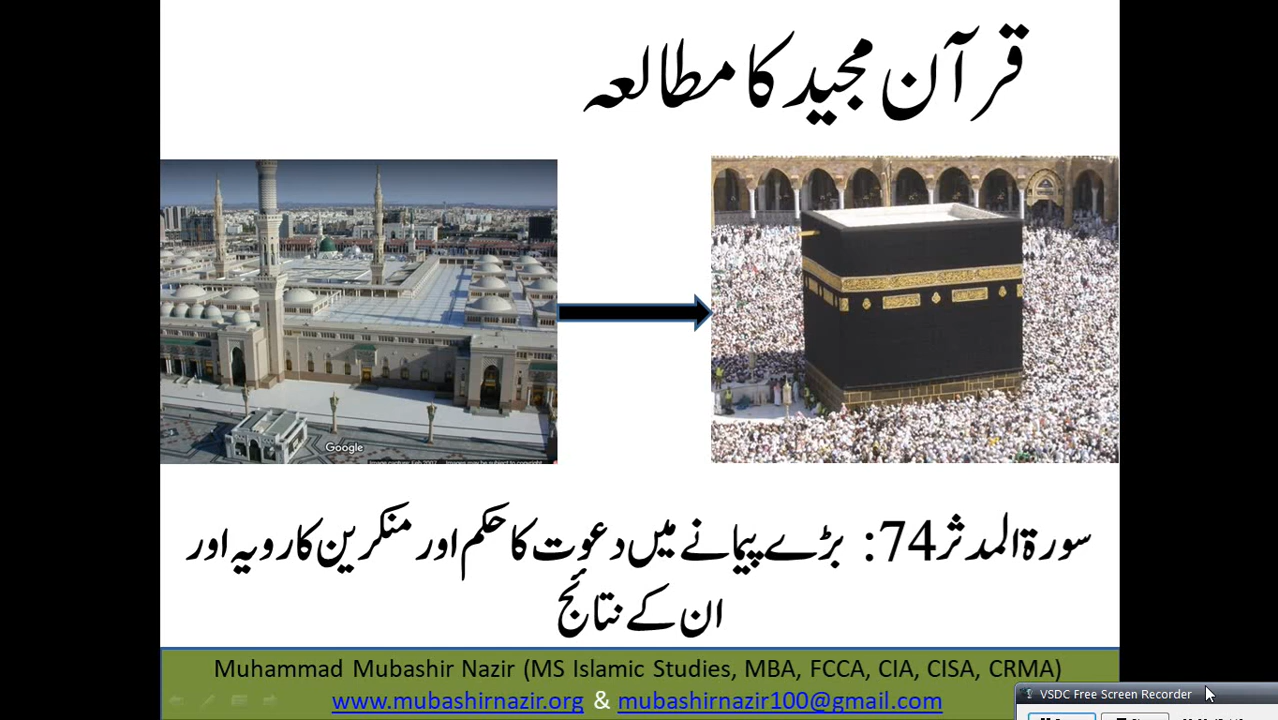 قرآن مجید کا مطالعہ
Google
سورۃ المدثر 74: بڑے پیمانے میں دعوت کا حکم اور منکرین کا رویہ اور
ان کے نتائج
Muhammad Mubashir Nazir (MS Islamic Studies, MBA, FCCA, CIA, CISA, CRMA)
www.mubashirnazir.org & mubashirnazir100@gmail.com
VSDC Free Screen Recorder